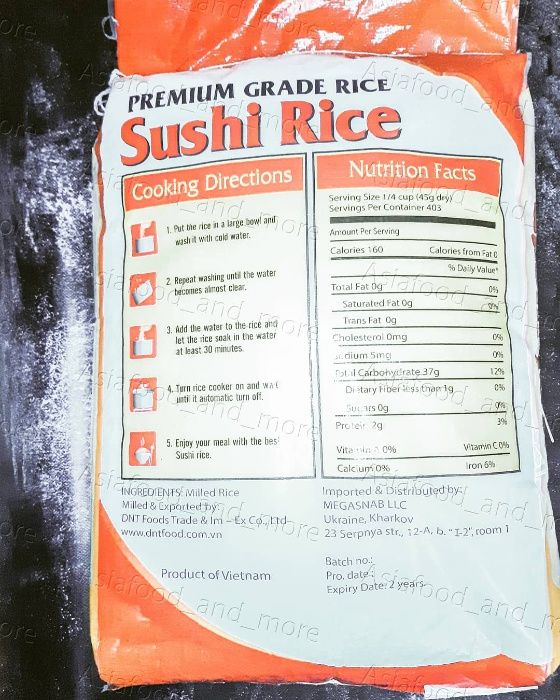 PREMIUM GRADE RICE
Sushi Rice
Cooking Directions
1. Put the rice in a large bowl and
wash it with cold water.
2. Repeat washing until the water
becomes almost clear.
3. Add the water to the rice and
let the rice soak in the water
at least 30 minutes.
4. Turn rice cooker on and wait
until it automatic turn off.
5. Enjoy your meal with the best
Sushi rice.
Nutrition Facts
Serving Size 1/4 cup (45g dry)
Servings Per Container 403
Amount Per Serving
Calories 160 Calories from Fat 0
% Daily Value*
Total Fat 0g 0%
Saturated Fat 0g 0%
Trans Fat 0g
Cholesterol 0mg 0%
Sodium 5mg 0%
Total Carbohydrate 37g 12%
Dietary Fiber less than 1g 0%
Sugars 0g 0%
Protein 2g 3%
Vitamin A 0% Vitamin C 0%
Calcium 0% Iron 6%
INGREDIENTS: Milled Rice
Milled & Exported by:
DNT Foods Trade & Im – Ex Co., Ltd
www.dntfood.com.vn
Product of Vietnam
Imported & Distributed by:
MEGASNAB LLC
Ukraine, Kharkov
23 Serpnya str., 12-A, b. "I-2", room 1
Batch no.:
Pro. date:
Expiry Date: 2 years
Asiafood_and_more